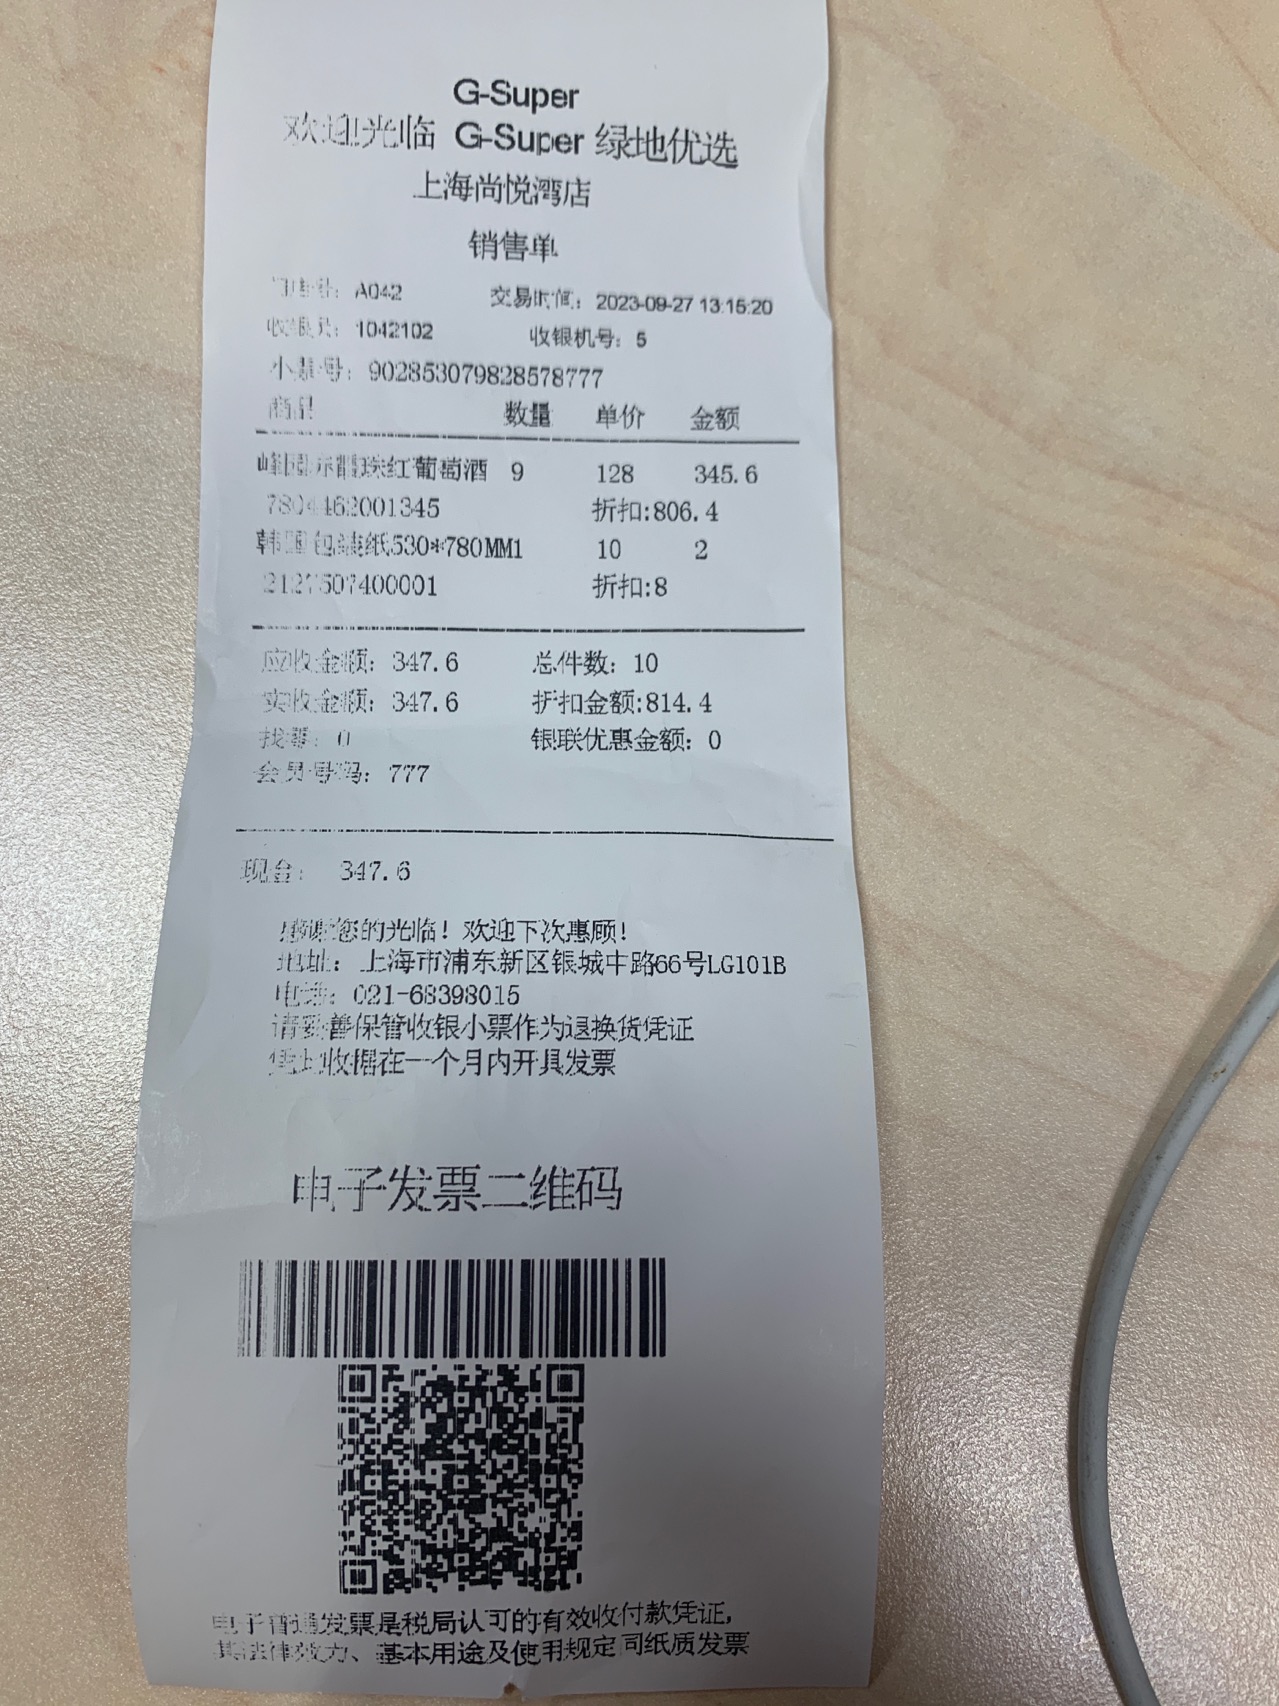 G-Super
欢迎光临 G-Super 绿地优选
上海尚悦湾店
销售单
A042 交易时间：2023-09-27 13:15:20
收银员：1042102 收银机号：5
小票号：902853079828578777
商品 数量 单价 金额
红葡萄酒 9 128 345.6
7804462001345 折扣:806.4
韩国包装纸530*780MM1 10 2
2127507400001 折扣:8
应收金额：347.6 总件数：10
实收金额：347.6 折扣金额:814.4
找零：0 银联优惠金额：0
会员号码：777
现金： 347.6
感谢您的光临！欢迎下次惠顾！
地址：上海市浦东新区银城中路66号LG101B
电话：021-68398015
请妥善保管收银小票作为退换货凭证
凭此收据在一个月内开具发票
电子发票二维码
电子普通发票是税局认可的有效收付款凭证，
其法律效力、基本用途及使用规定同纸质发票